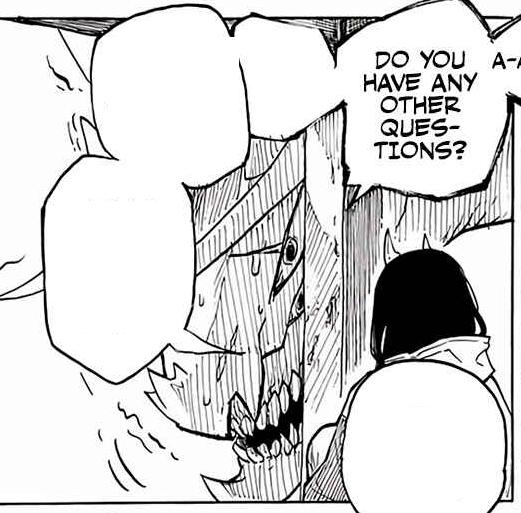 DO YOU
HAVE ANY
OTHER
QUES-
TIONS?
A-